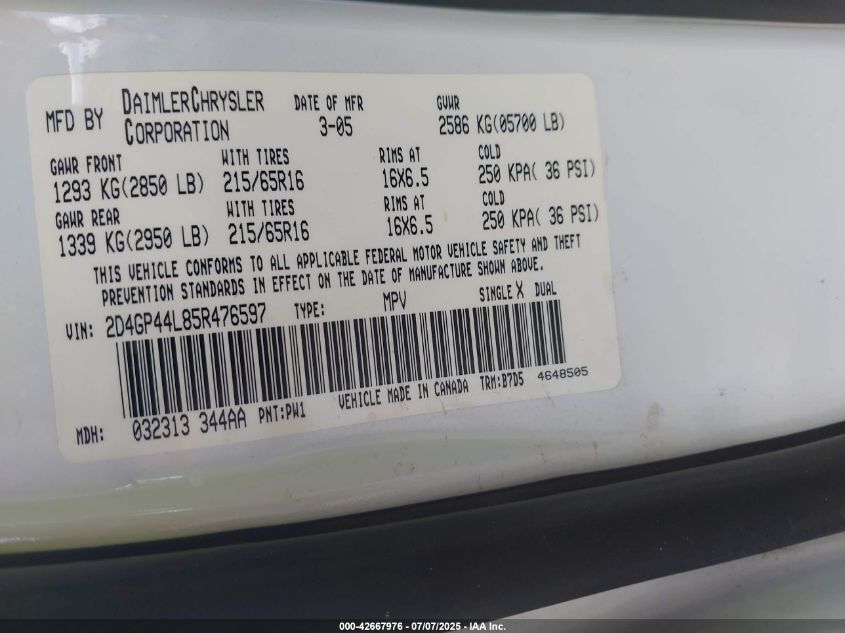 MFD BY DAIMLERCHRYSLER CORPORATION DATE OF MFR 3-05 GVWR 2586 KG(05700 LB)
GAWR FRONT WITH TIRES RIMS AT COLD
1293 KG(2850 LB) 215/65R16 16X6.5 250 KPA( 36 PSI)
GAWR REAR WITH TIRES RIMS AT COLD
1339 KG(2950 LB) 215/65R16 16X6.5 250 KPA( 36 PSI)
THIS VEHICLE CONFORMS TO ALL APPLICABLE FEDERAL MOTOR VEHICLE SAFETY AND THEFT
PREVENTION STANDARDS IN EFFECT ON THE DATE OF MANUFACTURE SHOWN ABOVE.
VIN: 2D4GP44L85R476597 TYPE: MPV SINGLE X DUAL
MDH: 032313 344AA PNT:PW1 VEHICLE MADE IN CANADA TRM:B7D5 4648505
000-42667976 - 07/07/2025 - IAA Inc.